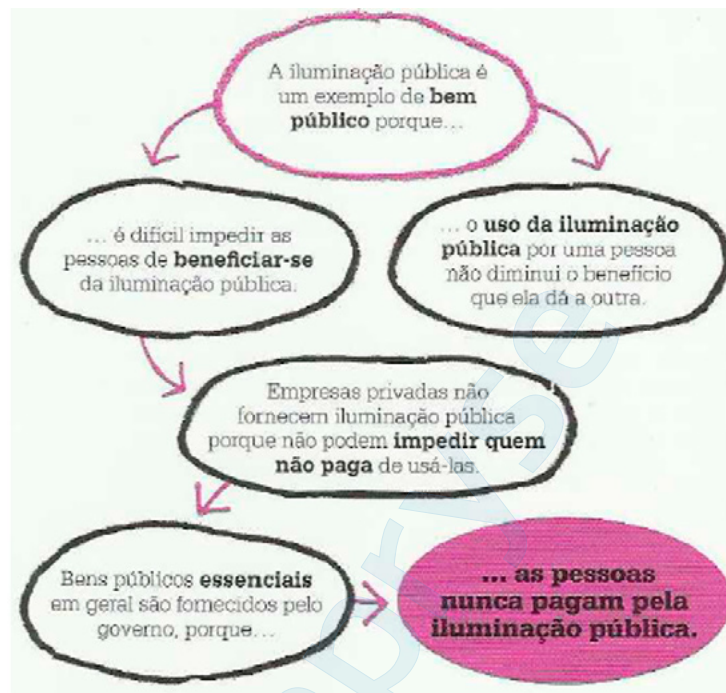 A iluminação pública é
um exemplo de bem
público porque…
… é difícil impedir as
pessoas de beneficiar-se
da iluminação pública.
… o uso da iluminação
pública por uma pessoa
não diminui o benefício
que ela dá a outra.
Empresas privadas não
fornecem iluminação pública
porque não podem impedir quem
não paga de usá-las.
Bens públicos essenciais
em geral são fornecidos pelo
governo, porque…
… as pessoas
nunca pagam pela
iluminação pública.